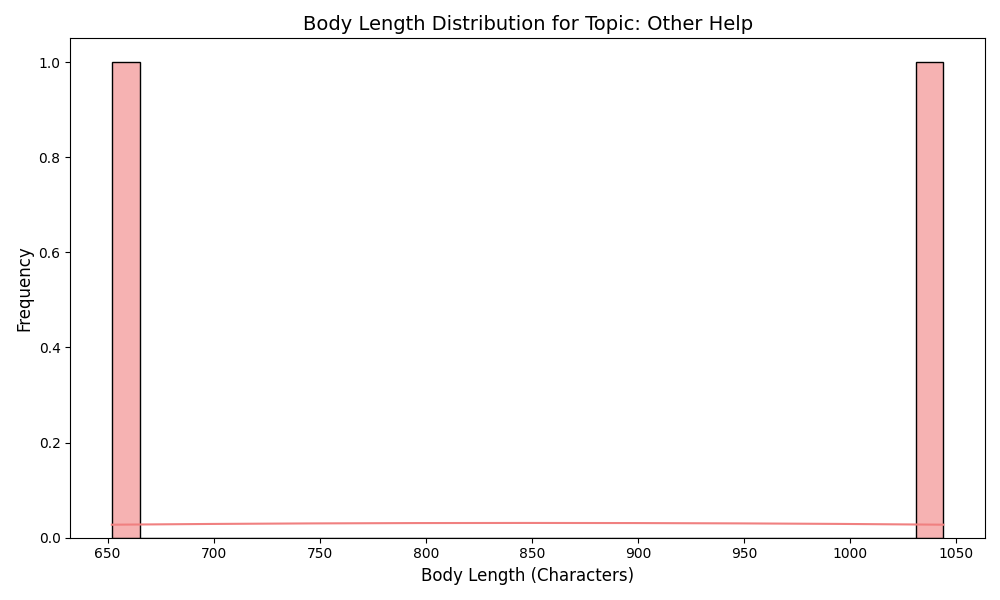 Body Length Distribution for Topic: Other Help
1.0
0.8
0.6
0.4
0.2
0.0
Frequency
650 700 750 800 850 900 950 1000 1050
Body Length (Characters)